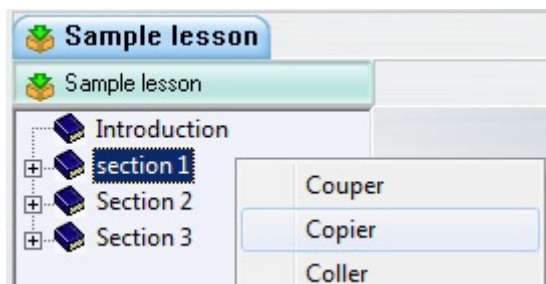 Sample lesson
Sample lesson
Introduction
section 1
Section 2
Section 3
Couper
Copier
Coller